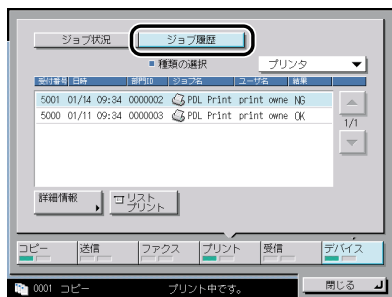 ジョブ状況 ジョブ履歴
■ 種類の選択 プリンタ
受付番号 日時 部門ID ジョブ名 ユーザ名 結果
5001 01/14 09:34 0000002 PDL Print print owne NG
5000 01/11 09:34 0000003 PDL Print print owne OK
1/1
詳細情報 リストプリント
コピー 送信 ファクス プリント 受信 デバイス
0001 コピー プリント中です。 閉じる